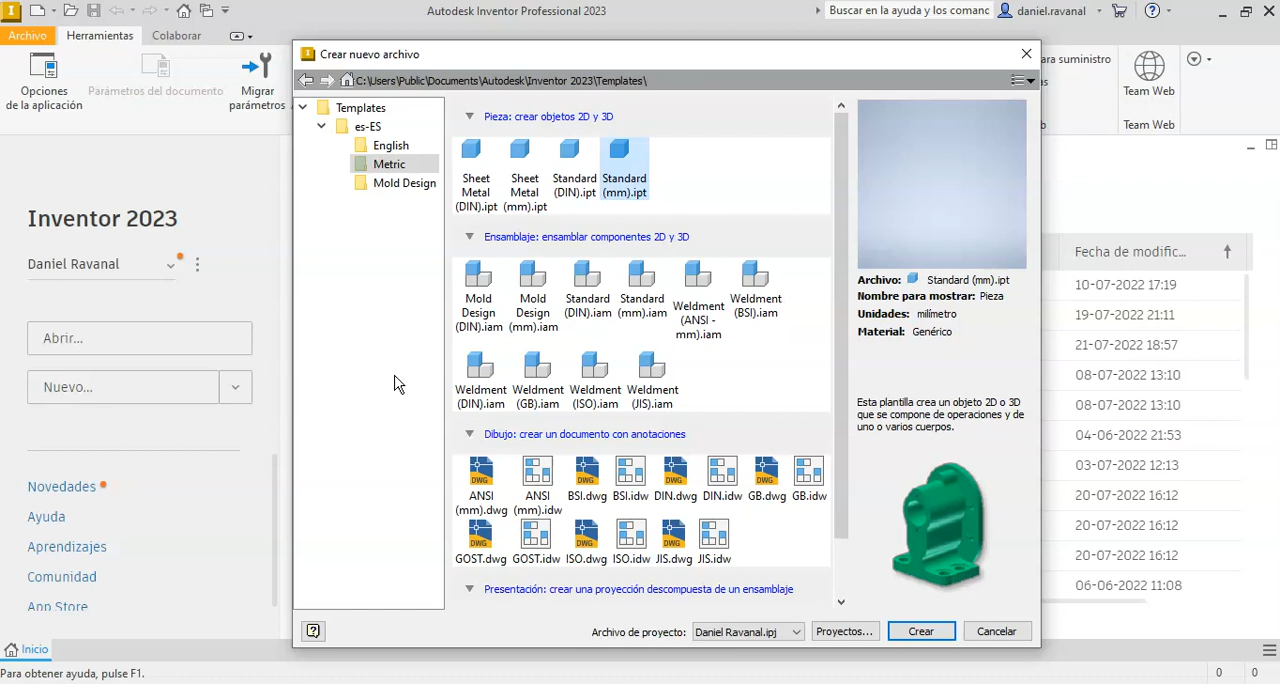 Autodesk Inventor Professional 2023
Buscar en la ayuda y los comanc
daniel.ravanal
Archivo
Herramientas
Colaborar
Opciones
de la aplicación
Parámetros del documento
Migrar
parámetros
ara suministro
Team Web
Team Web
Crear nuevo archivo
C:\Users\Public\Documents\Autodesk\Inventor 2023\Templates\
Templates
es-ES
English
Metric
Mold Design
Pieza: crear objetos 2D y 3D
Sheet Metal (DIN).ipt
Sheet Metal (mm).ipt
Standard (DIN).ipt
Standard (mm).ipt
Ensamblaje: ensamblar componentes 2D y 3D
Mold Design (DIN).iam
Mold Design (mm).iam
Standard (DIN).iam
Standard (mm).iam
Weldment (ANSI - mm).iam
Weldment (BSI).iam
Weldment (DIN).iam
Weldment (GB).iam
Weldment (ISO).iam
Weldment (JIS).iam
Dibujo: crear un documento con anotaciones
DWG DWG DWG DWG
ANSI (mm).dwg
ANSI (mm).idw
BSI.dwg
BSI.idw
DIN.dwg
DIN.idw
GB.dwg
GB.idw
DWG DWG DWG
GOST.dwg
GOST.idw
ISO.dwg
ISO.idw
JIS.dwg
JIS.idw
Presentación: crear una proyección descompuesta de un ensamblaje
Archivo: Standard (mm).ipt
Nombre para mostrar: Pieza
Unidades: milímetro
Material: Genérico
Esta plantilla crea un objeto 2D o 3D
que se compone de operaciones y de
uno o varios cuerpos.
Archivo de proyecto:
Daniel Ravanal.ipj
Proyectos...
Crear
Cancelar
Inventor 2023
Daniel Ravanal
Abrir...
Nuevo...
Novedades
Ayuda
Aprendizajes
Comunidad
App Store
Fecha de modific...
10-07-2022 17:19
19-07-2022 21:11
21-07-2022 18:57
08-07-2022 13:10
08-07-2022 13:10
04-06-2022 21:53
03-07-2022 12:13
20-07-2022 16:12
20-07-2022 16:12
20-07-2022 16:12
06-06-2022 11:08
Inicio
Para obtener ayuda, pulse F1.
0 0